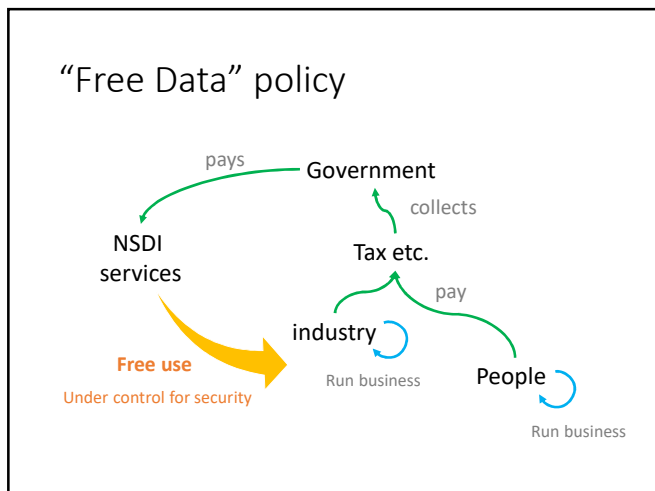 “Free Data” policy
pays
Government
collects
NSDI
services
Tax etc.
pay
industry
Free use
Run business
People
Under control for security
Run business